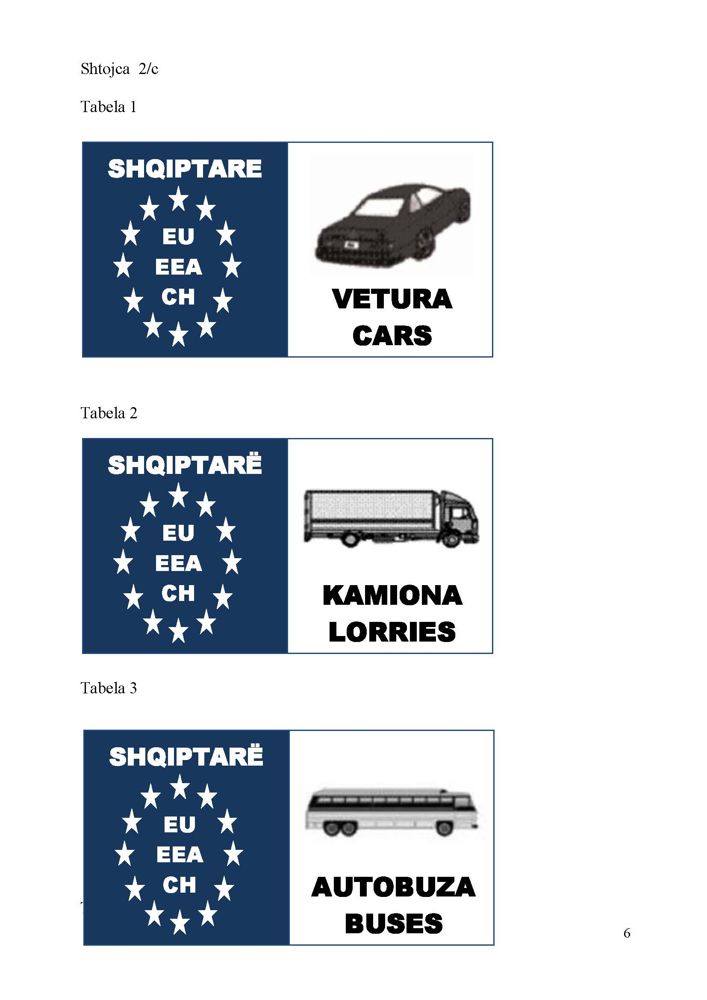 Shtojca 2/c
Tabela 1
SHQIPTARE
EU
EEA
CH
VETURA
CARS
Tabela 2
SHQIPTARË
EU
EEA
CH
KAMIONA
LORRIES
Tabela 3
SHQIPTARË
EU
EEA
CH
AUTOBUZA
BUSES
6